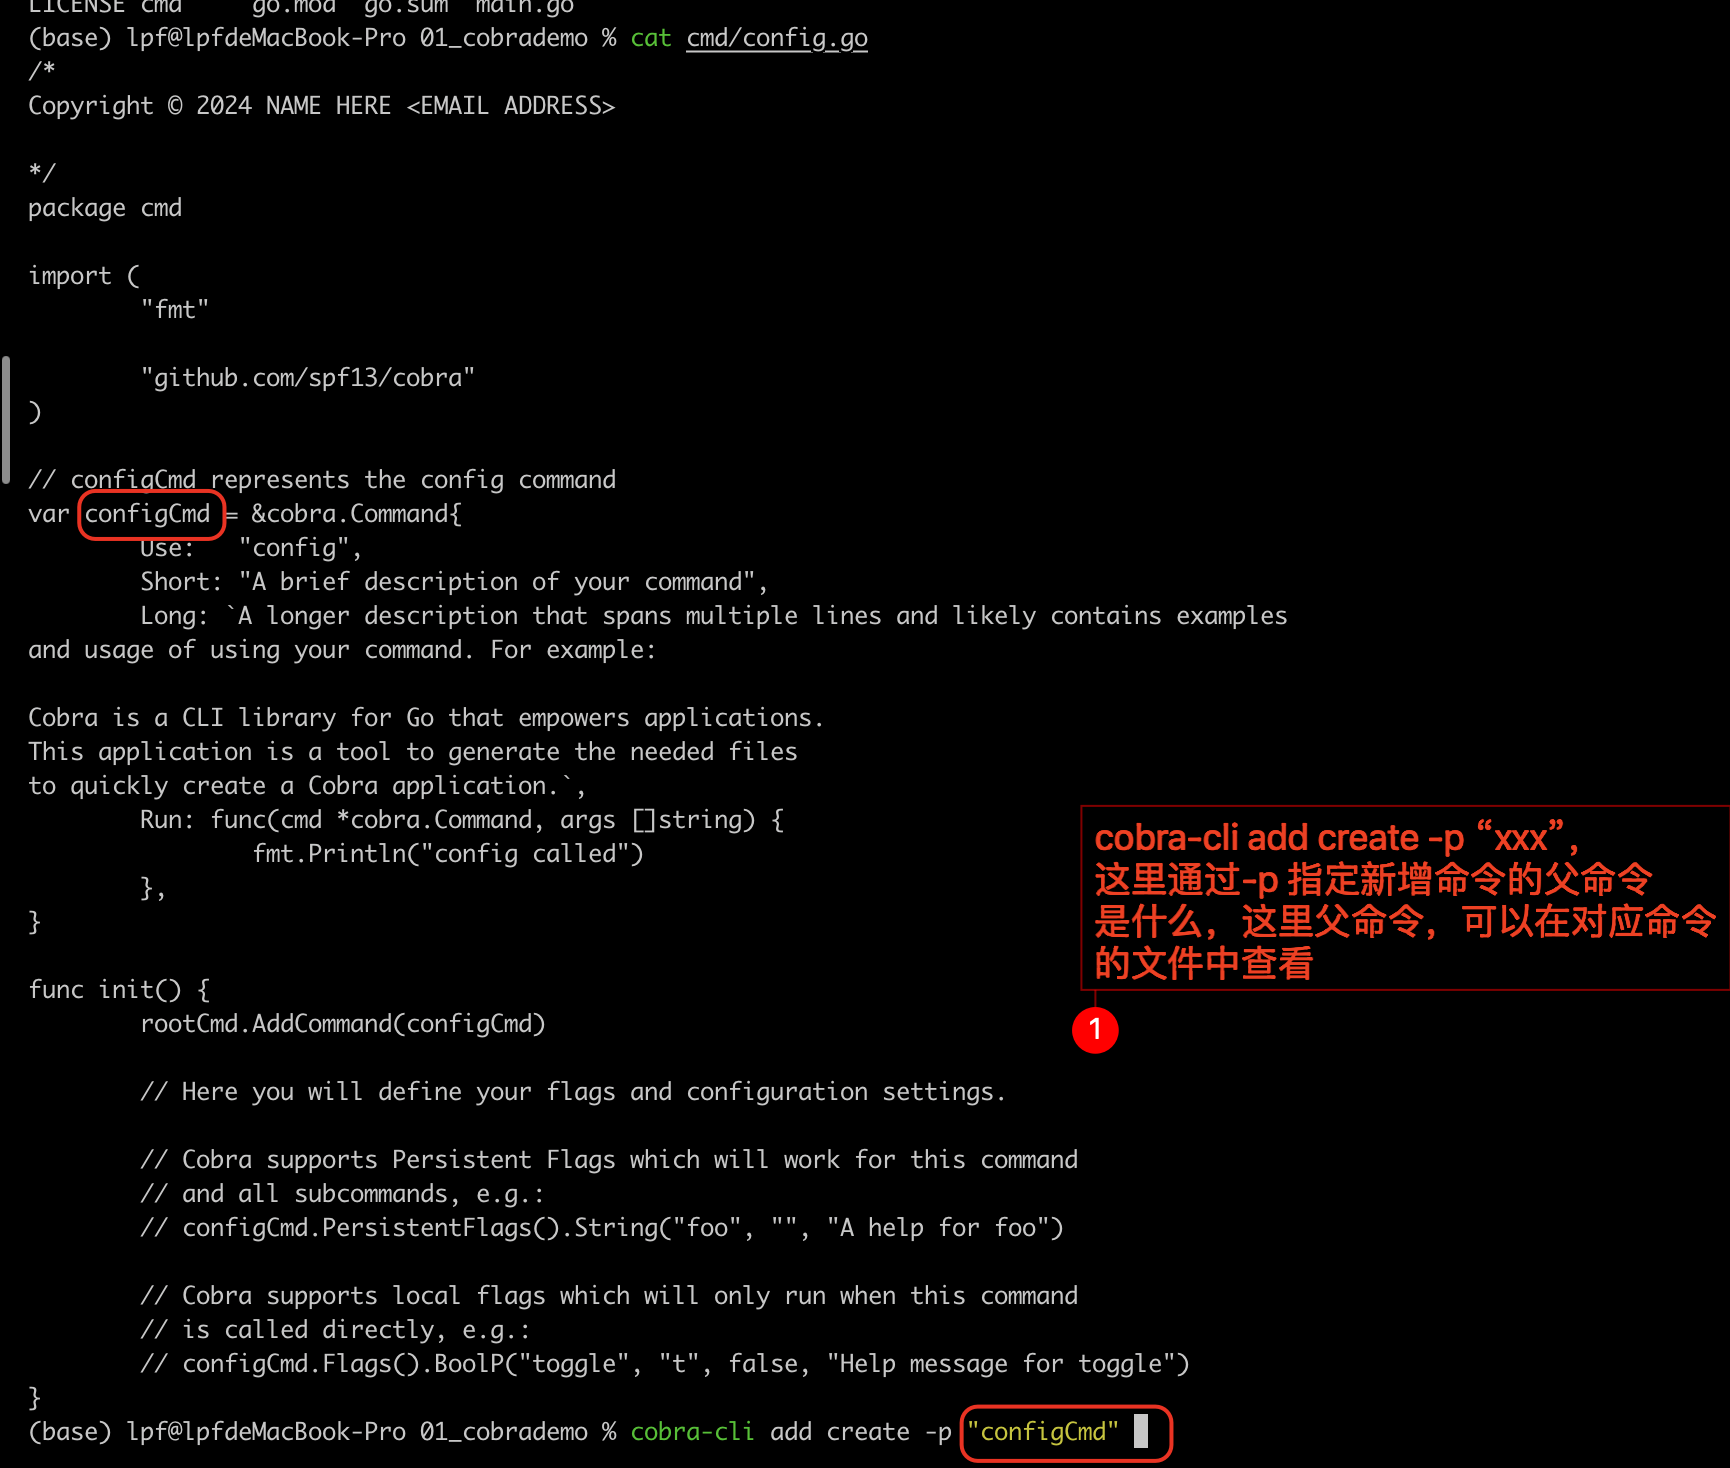 LICENSE cmd     go.mod  go.sum  main.go
(base) lpf@lpfdeMacBook-Pro 01_cobrademo % cat cmd/config.go
/*
Copyright © 2024 NAME HERE <EMAIL ADDRESS>
*/
package cmd
import (
        "fmt"
        "github.com/spf13/cobra"
)
// configCmd represents the config command
var configCmd = &cobra.Command{
        Use:   "config",
        Short: "A brief description of your command",
        Long: `A longer description that spans multiple lines and likely contains examples
and usage of using your command. For example:
Cobra is a CLI library for Go that empowers applications.
This application is a tool to generate the needed files
to quickly create a Cobra application.`,
        Run: func(cmd *cobra.Command, args []string) {
                fmt.Println("config called")
        },
}
cobra-cli add create -p “xxx”,
这里通过-p 指定新增命令的父命令
是什么，这里父命令，可以在对应命令
的文件中查看
1
func init() {
        rootCmd.AddCommand(configCmd)
        // Here you will define your flags and configuration settings.
        // Cobra supports Persistent Flags which will work for this command
        // and all subcommands, e.g.:
        // configCmd.PersistentFlags().String("foo", "", "A help for foo")
        // Cobra supports local flags which will only run when this command
        // is called directly, e.g.:
        // configCmd.Flags().BoolP("toggle", "t", false, "Help message for toggle")
}
(base) lpf@lpfdeMacBook-Pro 01_cobrademo % cobra-cli add create -p "configCmd"